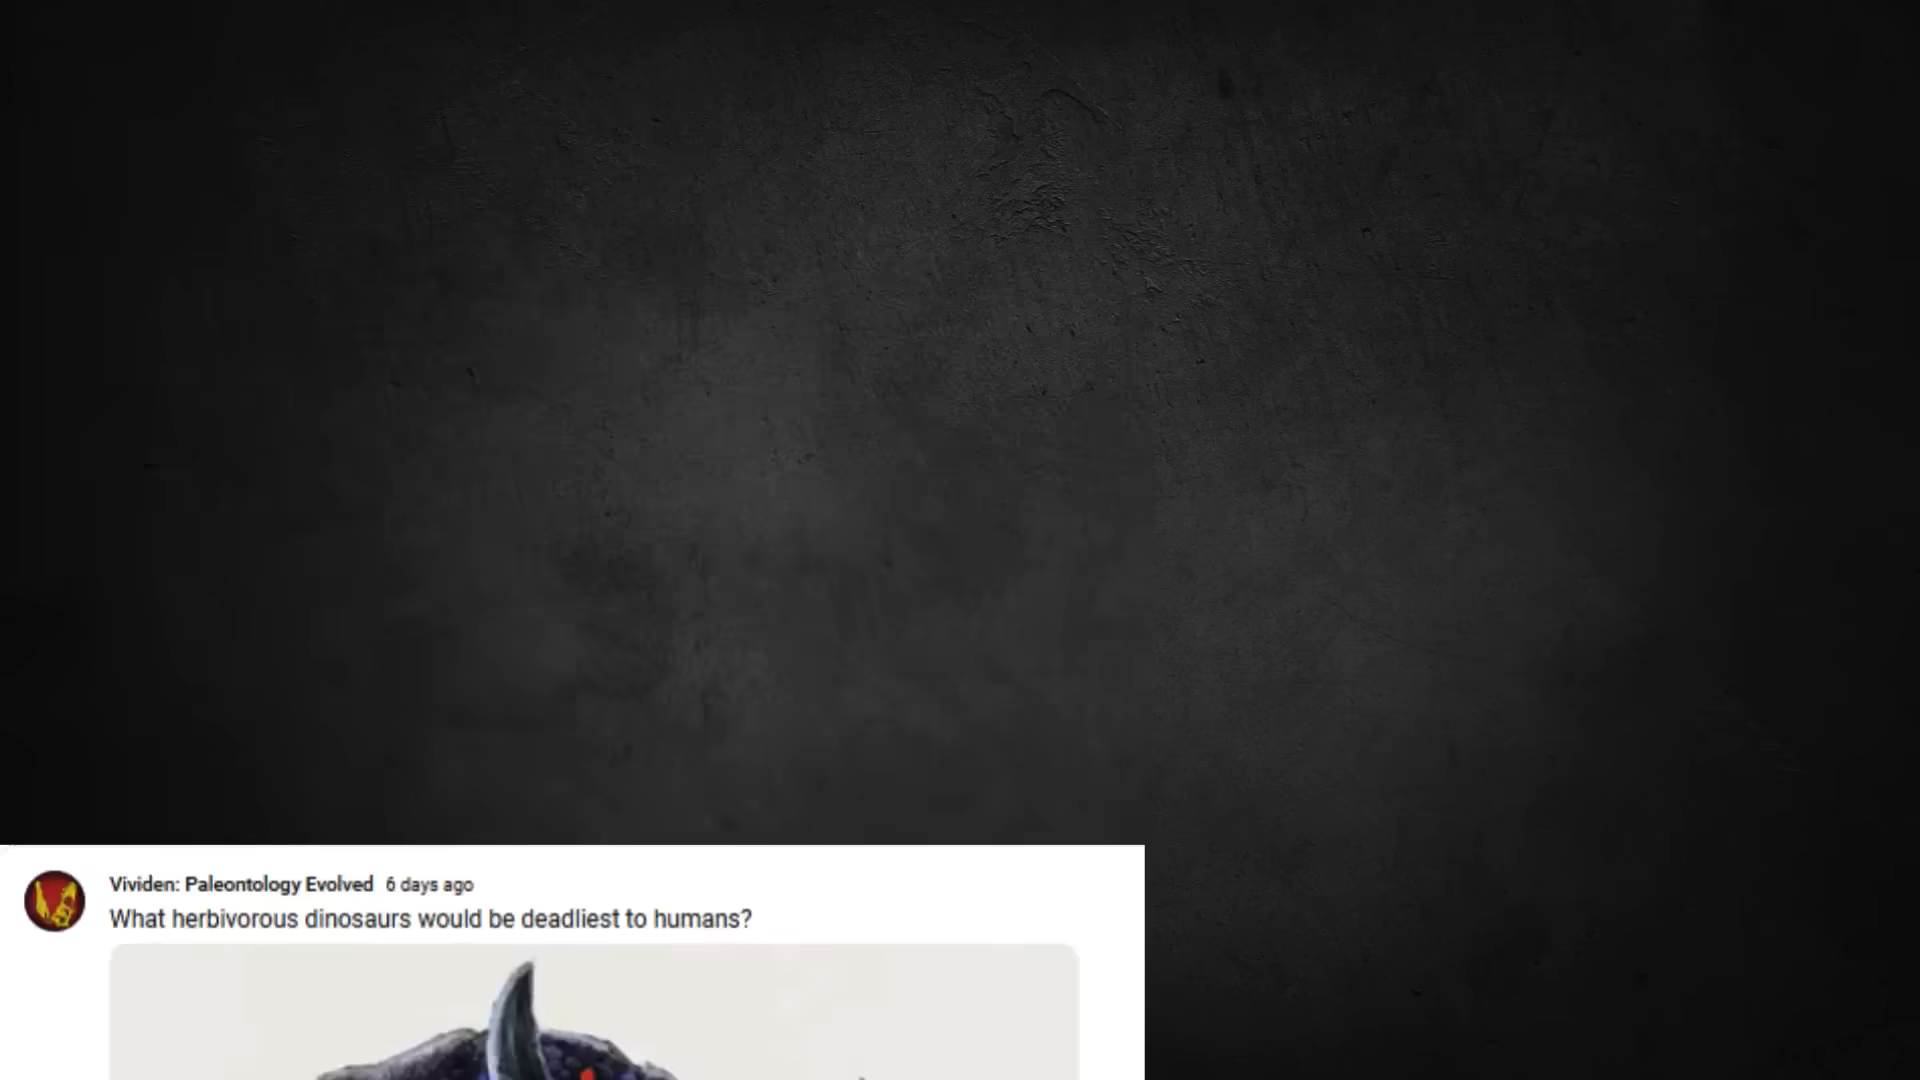 Vividen: Paleontology Evolved 6 days ago
What herbivorous dinosaurs would be deadliest to humans?